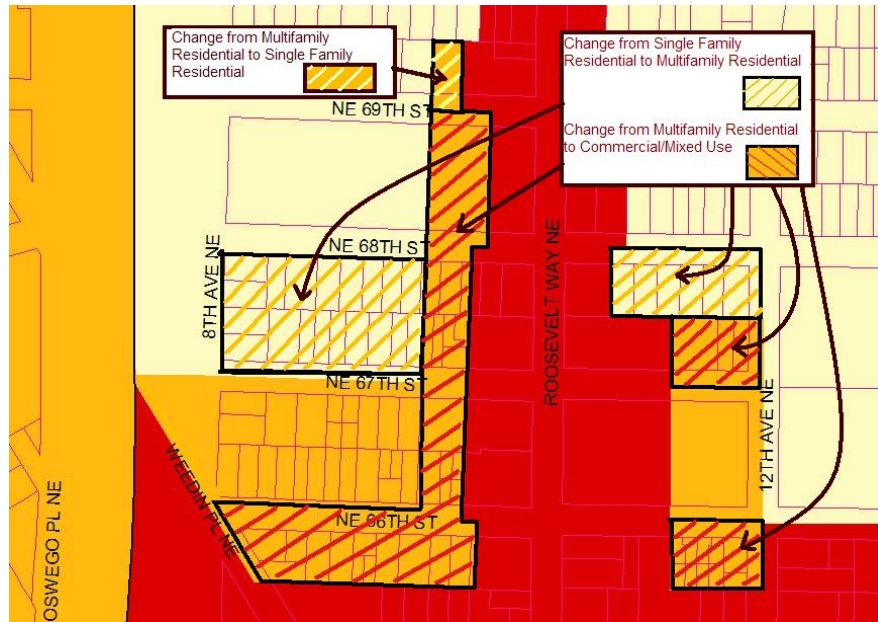 Change from Multifamily
Residential to Single Family
Residential
Change from Single Family
Residential to Multifamily Residential
Change from Multifamily Residential
to Commercial/Mixed Use
NE 69TH ST
NE 68TH ST
8TH AVE NE
NE 67TH ST
ROOSEVELT WAY NE
12TH AVE NE
WEEDIN PL NE
NE 66TH ST
OSWEGO PL NE